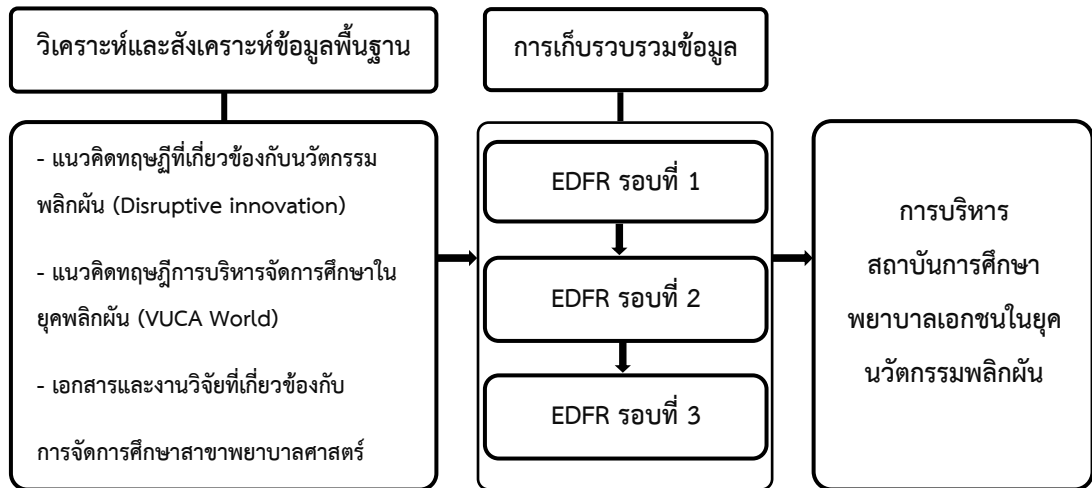 วิเคราะห์และสังเคราะห์ข้อมูลพื้นฐาน
- แนวคิดทฤษฏีที่เกี่ยวข้องกับนวัตกรรม
พลิกผัน (Disruptive innovation)
- แนวคิดทฤษฎีการบริหารจัดการศึกษาใน
ยุคพลิกผัน (VUCA World)
- เอกสารและงานวิจัยที่เกี่ยวข้องกับ
การจัดการศึกษาสาขาพยาบาลศาสตร์
การเก็บรวบรวมข้อมูล
EDFR รอบที่ 1
EDFR รอบที่ 2
EDFR รอบที่ 3
การบริหาร
สถาบันการศึกษา
พยาบาลเอกชนในยุค
นวัตกรรมพลิกผัน